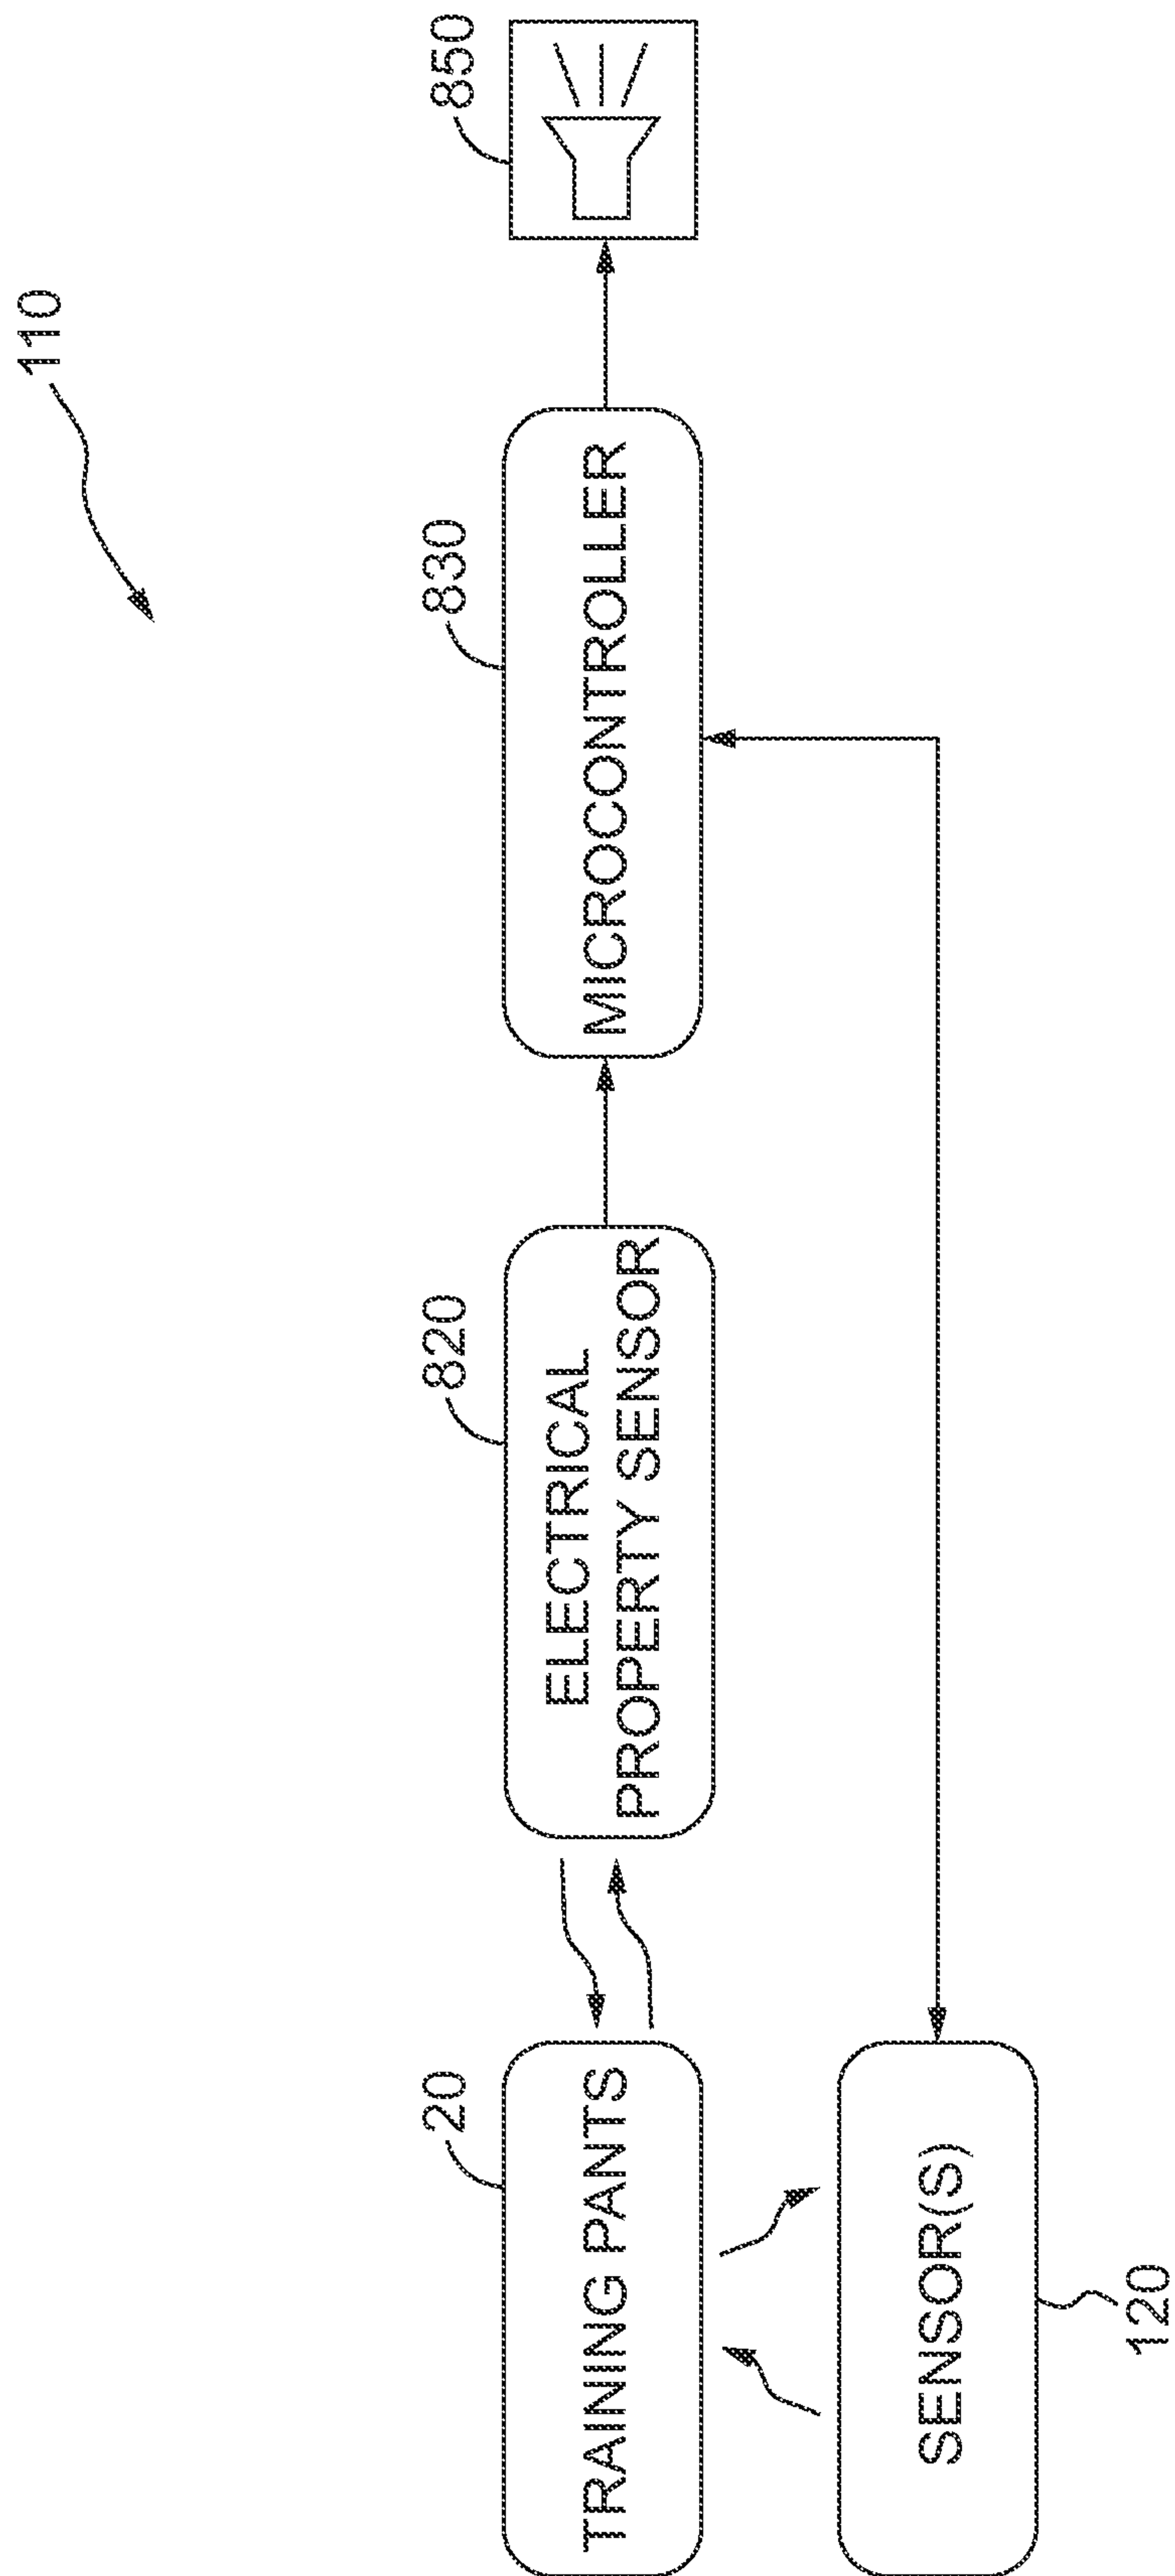 110
20
TRAINING PANTS
820
ELECTRICAL
PROPERTY SENSOR
830
MICROCONTROLLER
850
SENSOR(S)
120